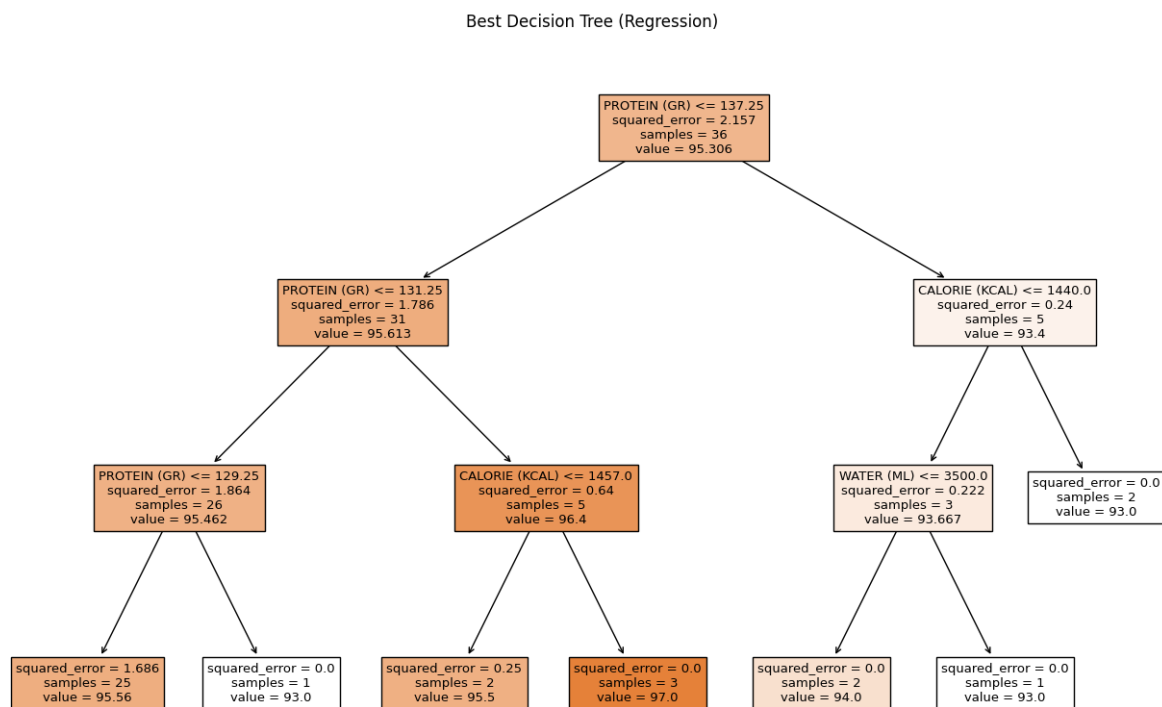 Best Decision Tree (Regression)
PROTEIN (GR) <= 137.25
squared_error = 2.157
samples = 36
value = 95.306
PROTEIN (GR) <= 131.25
squared_error = 1.786
samples = 31
value = 95.613
CALORIE (KCAL) <= 1440.0
squared_error = 0.24
samples = 5
value = 93.4
PROTEIN (GR) <= 129.25
squared_error = 1.864
samples = 26
value = 95.462
CALORIE (KCAL) <= 1457.0
squared_error = 0.64
samples = 5
value = 96.4
WATER (ML) <= 3500.0
squared_error = 0.222
samples = 3
value = 93.667
squared_error = 0.0
samples = 2
value = 93.0
squared_error = 1.686
samples = 25
value = 95.56
squared_error = 0.0
samples = 1
value = 93.0
squared_error = 0.25
samples = 2
value = 95.5
squared_error = 0.0
samples = 3
value = 97.0
squared_error = 0.0
samples = 2
value = 94.0
squared_error = 0.0
samples = 1
value = 93.0